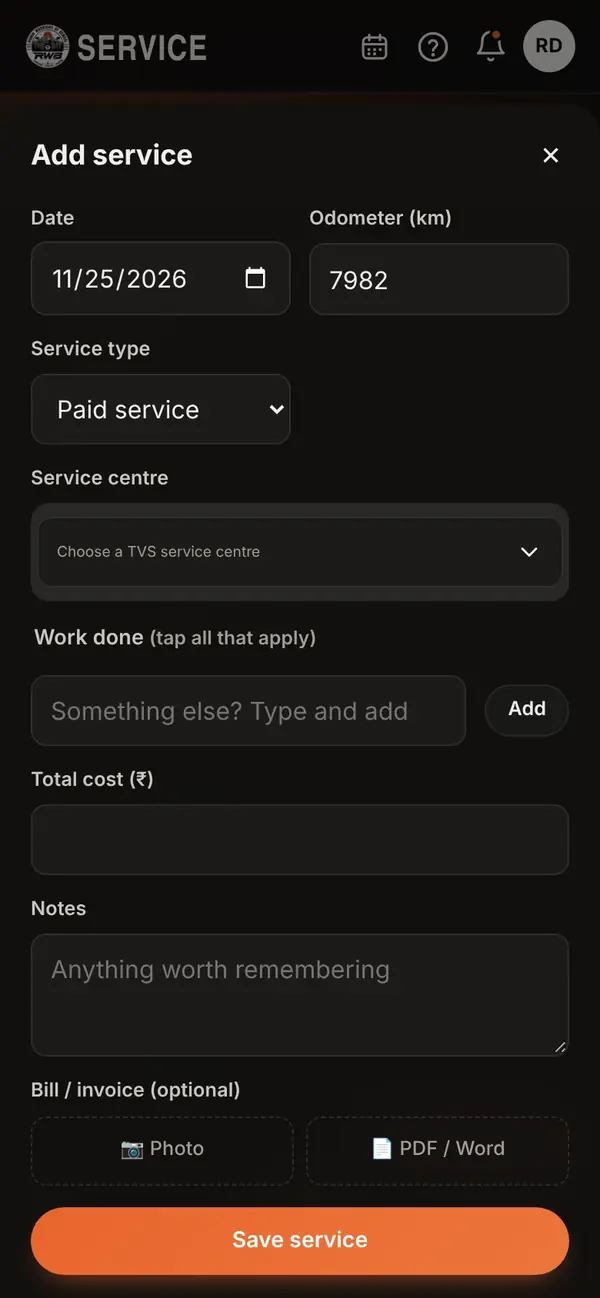 SERVICE
RD
Add service
Date
Odometer (km)
11/25/2026
7982
Service type
Paid service
Service centre
Choose a TVS service centre
Work done (tap all that apply)
Something else? Type and add
Add
Total cost (₹)
Notes
Anything worth remembering
Bill / invoice (optional)
Photo
PDF / Word
Save service